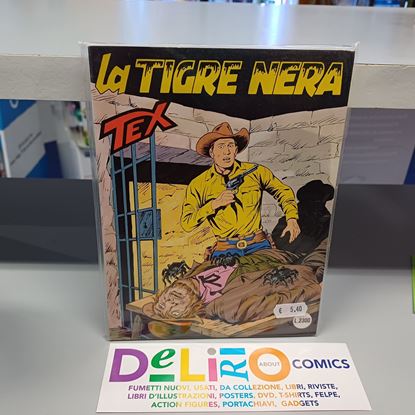 la TIGRE NERA
TEX
€ 5,40
L.2300
DeLiRiO ABOUT COMICS
FUMETTI NUOVI, USATI, DA COLLEZIONE, LIBRI, RIVISTE,
LIBRI D'ILLUSTRAZIONI, POSTERS, DVD, T-SHIRTS, FELPE,
ACTION FIGURES, PORTACHIAVI, GADGETS